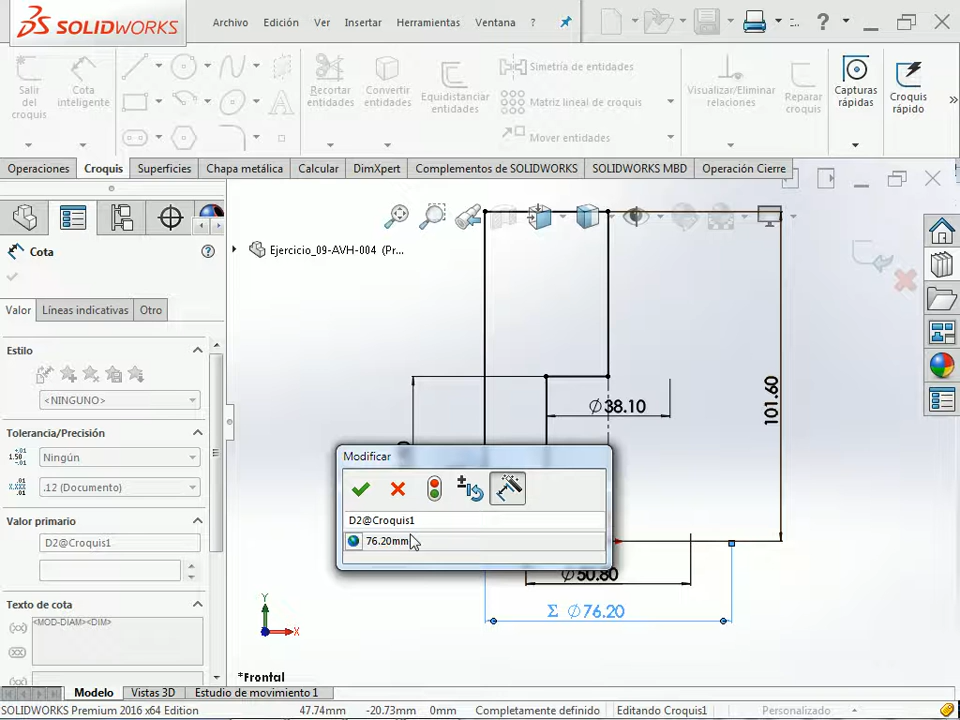 SOLIDWORKS
Archivo Edición Ver Insertar Herramientas Ventana ?
Salir del croquis
Cota inteligente
Recortar entidades
Convertir entidades
Equidistanciar entidades
Simetría de entidades
Matriz lineal de croquis
Mover entidades
Visualizar/Eliminar relaciones
Reparar croquis
Capturas rápidas
Croquis rápido
Operaciones Croquis Superficies Chapa metálica Calcular DimXpert Complementos de SOLIDWORKS SOLIDWORKS MBD Operación Cierre
Cota
Ejercicio_09-AVH-004 (Pr...
Valor Líneas indicativas Otro
Estilo
<NINGUNO>
Tolerancia/Precisión
Ningún
.12 (Documento)
Valor primario
D2@Croquis1
Texto de cota
<MOD-DIAM><DIM>
∅38.10
101.60
Modificar
D2@Croquis1
76.20mm
∅50.80
Σ ∅76.20
Y
X
*Frontal
Modelo Vistas 3D Estudio de movimiento 1
SOLIDWORKS Premium 2016 x64 Edition 47.74mm -20.73mm 0mm Completamente definido Editando Croquis1 Personalizado